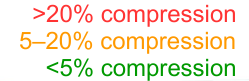 >20% compression
5–20% compression
<5% compression